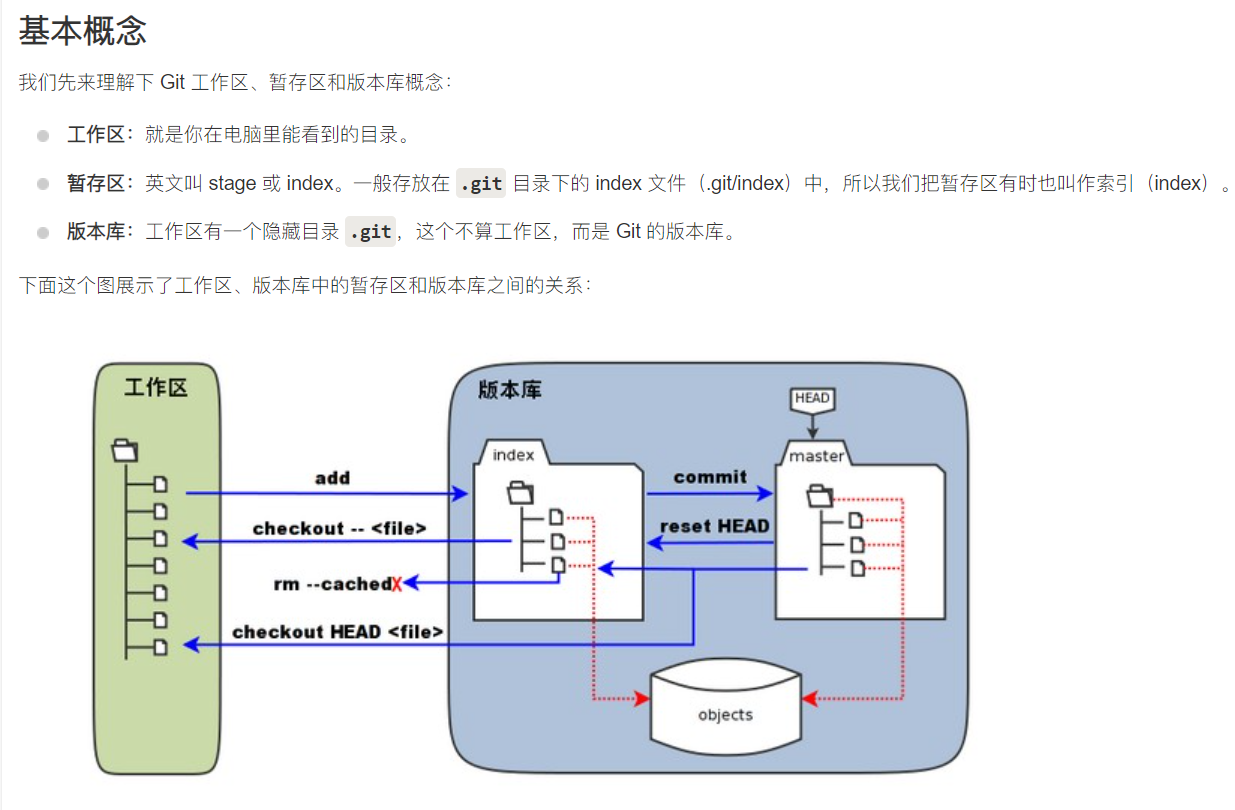 基本概念
我们先来理解下 Git 工作区、暂存区和版本库概念：
工作区：就是你在电脑里能看到的目录。
暂存区：英文叫 stage 或 index。一般存放在 .git 目录下的 index 文件（.git/index）中，所以我们把暂存区有时也叫作索引（index）。
版本库：工作区有一个隐藏目录 .git，这个不算工作区，而是 Git 的版本库。
下面这个图展示了工作区、版本库中的暂存区和版本库之间的关系：
工作区
版本库
HEAD
index
master
add
commit
checkout -- <file>
reset HEAD
rm --cachedX
checkout HEAD <file>
objects